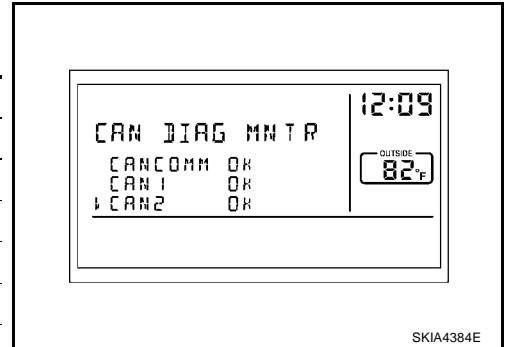 12:09
CAN DIAG MNTR
OUTSIDE
82°F
CANCOMM OK
CAN1 OK
CAN2 OK
SKIA4384E